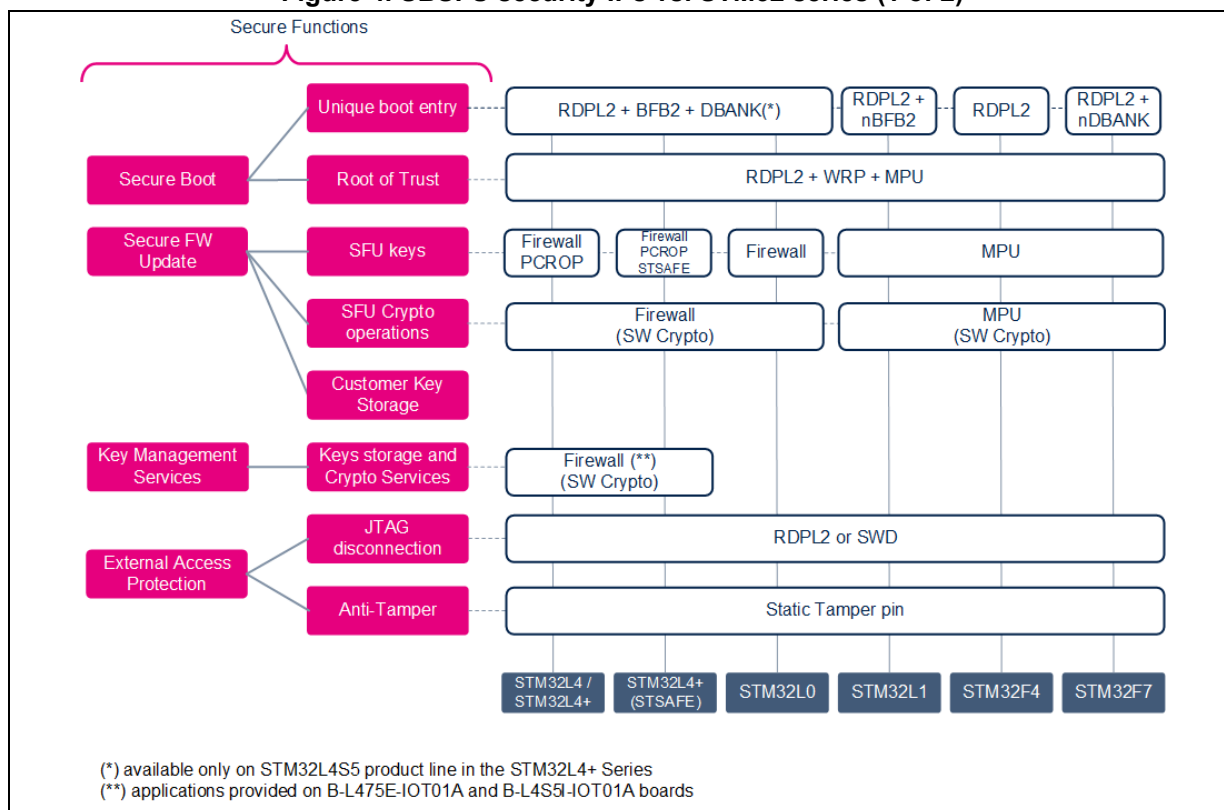 Secure Functions
Unique boot entry
RDPL2 + BFB2 + DBANK(*)
RDPL2 +
nBFB2
RDPL2
RDPL2 +
nDBANK
Secure Boot
Root of Trust
RDPL2 + WRP + MPU
Secure FW
Update
SFU keys
Firewall
PCROP
Firewall
PCROP
STSAFE
Firewall
MPU
SFU Crypto
operations
Firewall
(SW Crypto)
MPU
(SW Crypto)
Customer Key
Storage
Key Management
Services
Keys storage and
Crypto Services
Firewall (**)
(SW Crypto)
External Access
Protection
JTAG
disconnection
RDPL2 or SWD
Anti-Tamper
Static Tamper pin
STM32L4 /
STM32L4+
STM32L4+
(STSAFE)
STM32L0
STM32L1
STM32F4
STM32F7
(*) available only on STM32L4S5 product line in the STM32L4+ Series
(**) applications provided on B-L475E-IOT01A and B-L4S5I-IOT01A boards